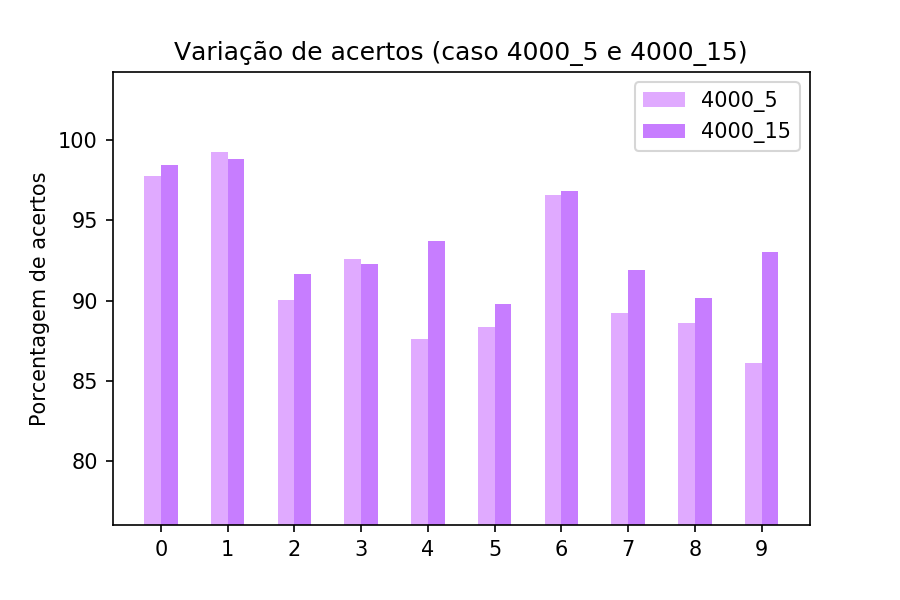 Variação de acertos (caso 4000_5 e 4000_15)
4000_5
4000_15
Porcentagem de acertos
100
95
90
85
80
0 1 2 3 4 5 6 7 8 9